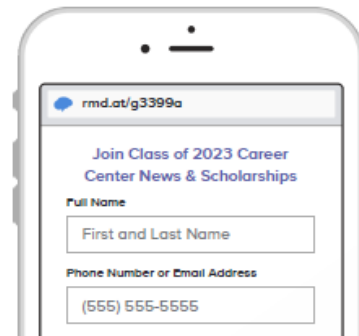 rmd.at/g3399a
Join Class of 2023 Career
Center News & Scholarships
Full Name
First and Last Name
Phone Number or Email Address
(555) 555-5555